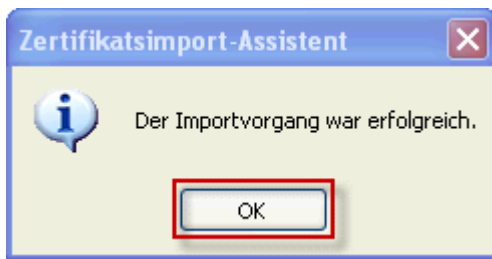 Zertifikatsimport-Assistent
Der Importvorgang war erfolgreich.
OK